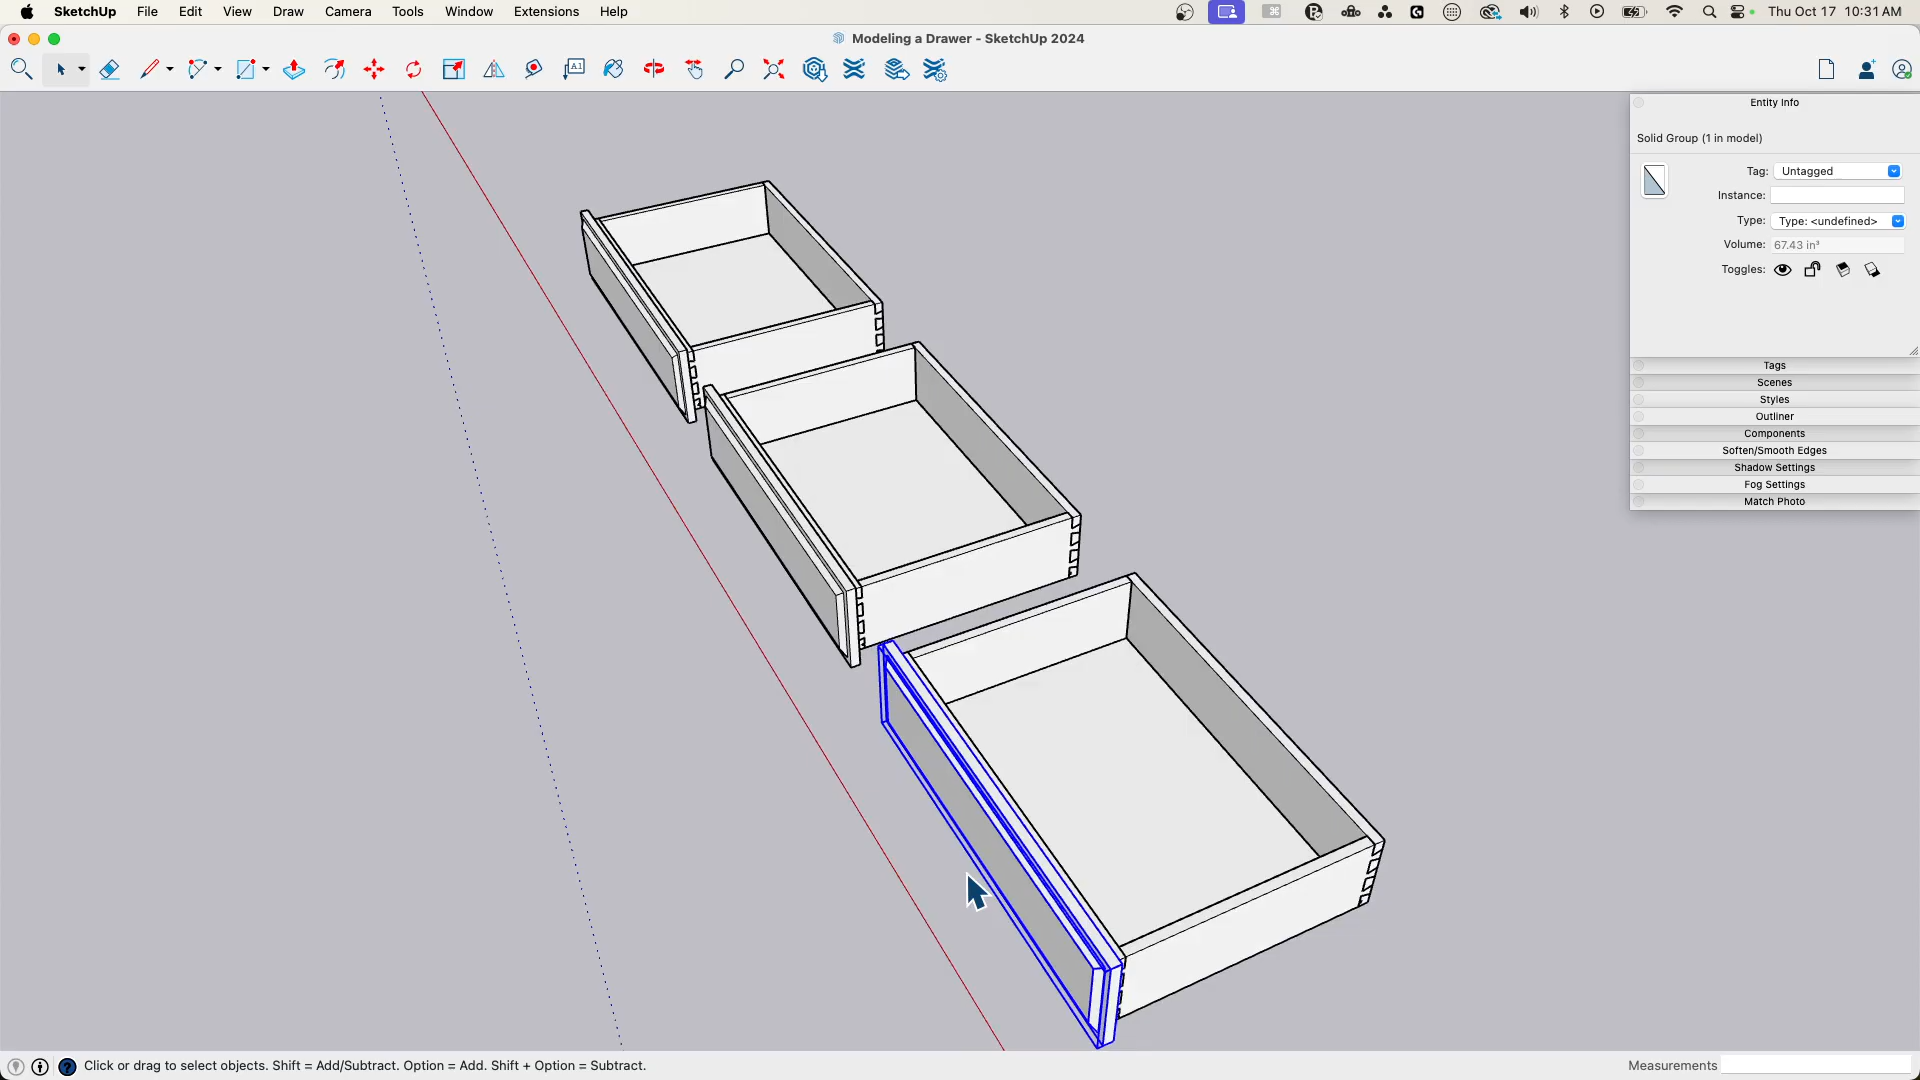 SketchUp File Edit View Draw Camera Tools Window Extensions Help
Thu Oct 17 10:31 AM
Modeling a Drawer - SketchUp 2024
A1
Entity Info
Solid Group (1 in model)
Tag: Untagged
Instance:
Type: Type: <undefined>
Volume: 67.43 in³
Toggles:
Tags
Scenes
Styles
Outliner
Components
Soften/Smooth Edges
Shadow Settings
Fog Settings
Match Photo
Click or drag to select objects. Shift = Add/Subtract. Option = Add. Shift + Option = Subtract.
Measurements